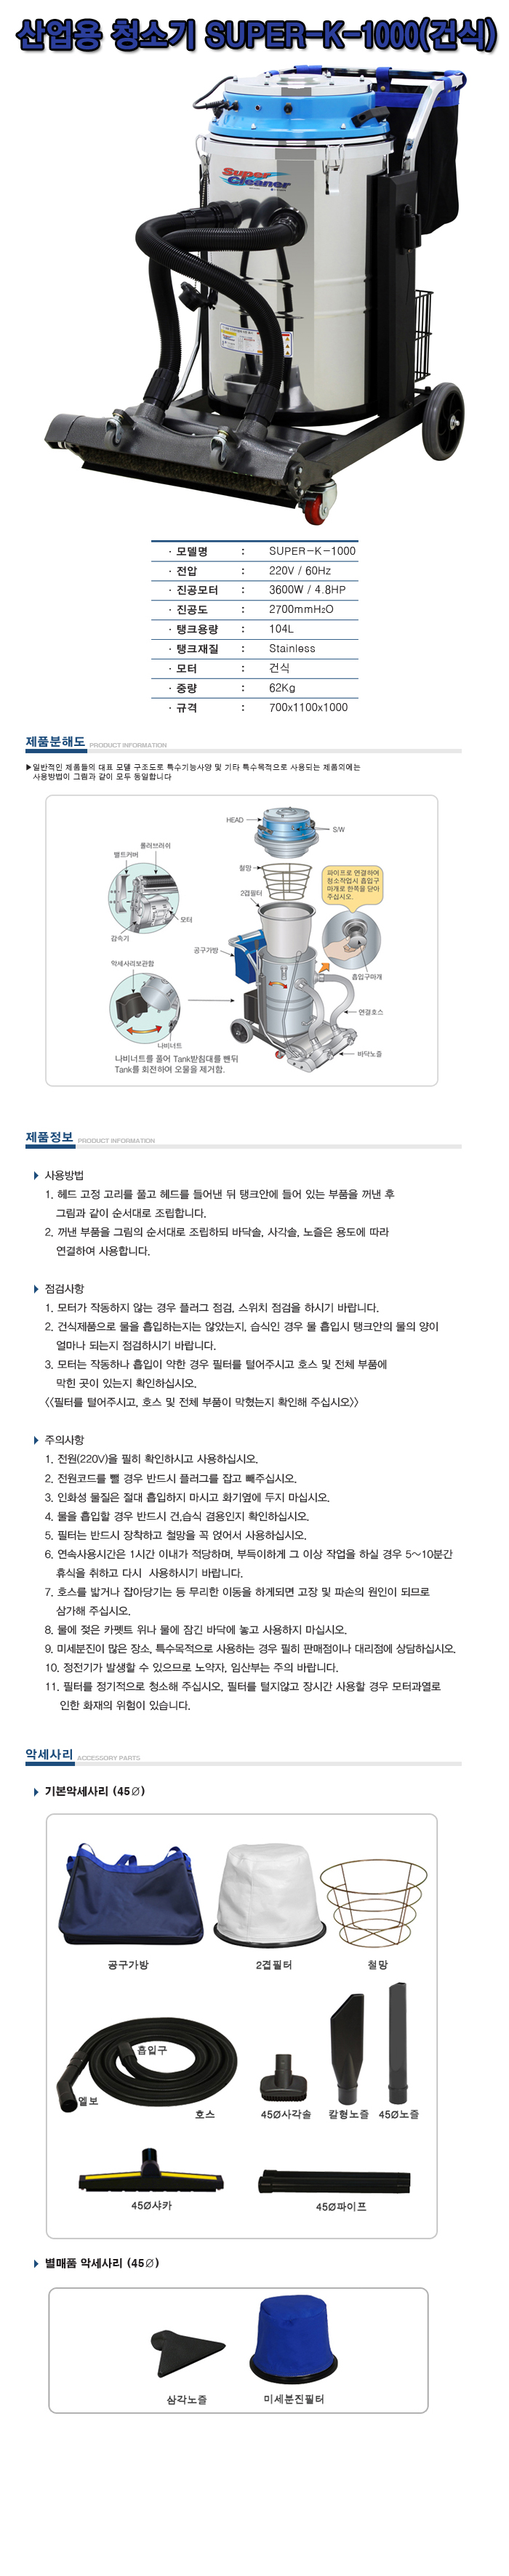 산업용 청소기 SUPER-K-1000(건식)
Super
Cleaner
· 모델명 : SUPER-K-1000
· 전압 : 220V / 60Hz
· 진공모터 : 3600W / 4.8HP
· 진공도 : 2700mmH₂O
· 탱크용량 : 104L
· 탱크재질 : Stainless
· 모터 : 건식
· 중량 : 62Kg
· 규격 : 700x1100x1000
제품분해도 PRODUCT INFORMATION
▶일반적인 제품들의 대표 모델 구조도로 특수기능사양 및 기타 특수목적으로 사용되는 제품외에는
사용방법이 그림과 같이 모두 동일합니다
HEAD
S/W
롤러브러쉬
벨트커버
철망
파이프로 연결하여
청소작업시 흡입구
마개로 한쪽을 닫아
주십시오.
2겹필터
모터
감속기
공구가방
악세사리보관함
흡입구마개
연결호스
나비너트
바닥노즐
나비너트를 풀어 Tank받침대를 뺀뒤
Tank를 회전하여 오물을 제거함.
제품정보 PRODUCT INFORMATION
사용방법
1. 헤드 고정 고리를 풀고 헤드를 들어낸 뒤 탱크안에 들어 있는 부품을 꺼낸 후
그림과 같이 순서대로 조립합니다.
2. 꺼낸 부품을 그림의 순서대로 조립하되 바닥솔, 사각솔, 노즐은 용도에 따라
연결하여 사용합니다.
점검사항
1. 모터가 작동하지 않는 경우 플러그 점검, 스위치 점검을 하시기 바랍니다.
2. 건식제품으로 물을 흡입하는지는 않았는지, 습식인 경우 물 흡입시 탱크안의 물의 양이
얼마나 되는지 점검하시기 바랍니다.
3. 모터는 작동하나 흡입이 약한 경우 필터를 털어주시고 호스 및 전체 부품에
막힌 곳이 있는지 확인하십시오.
<<필터를 털어주시고, 호스 및 전체 부품이 막혔는지 확인해 주십시오>>
주의사항
1. 전원(220V)을 필히 확인하시고 사용하십시오.
2. 전원코드를 뺄 경우 반드시 플러그를 잡고 빼주십시오.
3. 인화성 물질은 절대 흡입하지 마시고 화기옆에 두지 마십시오.
4. 물을 흡입할 경우 반드시 건,습식 겸용인지 확인하십시오.
5. 필터는 반드시 장착하고 철망을 꼭 얹어서 사용하십시오.
6. 연속사용시간은 1시간 이내가 적당하며, 부득이하게 그 이상 작업을 하실 경우 5~10분간
휴식을 취하고 다시 사용하시기 바랍니다.
7. 호스를 밟거나 잡아당기는 등 무리한 이동을 하게되면 고장 및 파손의 원인이 되므로
삼가해 주십시오.
8. 물에 젖은 카펫트 위나 물에 잠긴 바닥에 놓고 사용하지 마십시오.
9. 미세분진이 많은 장소, 특수목적으로 사용하는 경우 필히 판매점이나 대리점에 상담하십시오.
10. 정전기가 발생할 수 있으므로 노약자, 임산부는 주의 바랍니다.
11. 필터를 정기적으로 청소해 주십시오, 필터를 털지않고 장시간 사용할 경우 모터과열로
인한 화재의 위험이 있습니다.
악세사리 ACCESSORY PARTS
기본악세사리 (45∅)
공구가방
2겹필터
철망
흡입구
엘보
호스
45∅사각솔
칼형노즐
45∅노즐
45∅샤카
45∅파이프
별매품 악세사리 (45∅)
삼각노즐
미세분진필터